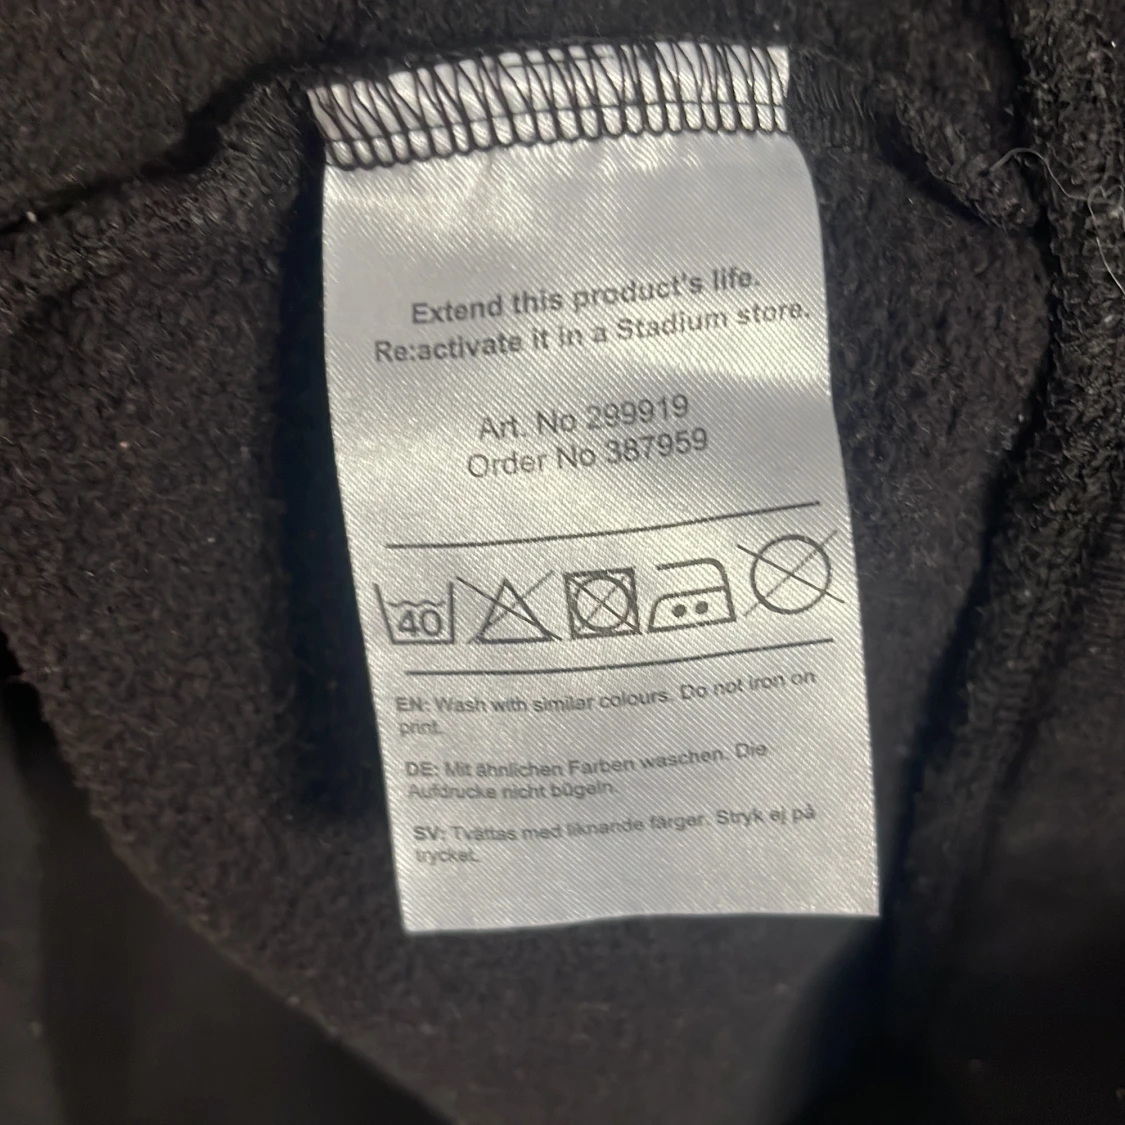 Extend this product's life.
Re:activate it in a Stadium store.
Art. No 299919
Order No 387959
40
EN: Wash with similar colours. Do not iron on
print.
DE: Mit ähnlichen Farben waschen. Die
Aufdrucke nicht bügeln.
SV: Tvättas med liknande färger. Stryk ej på
trycket.